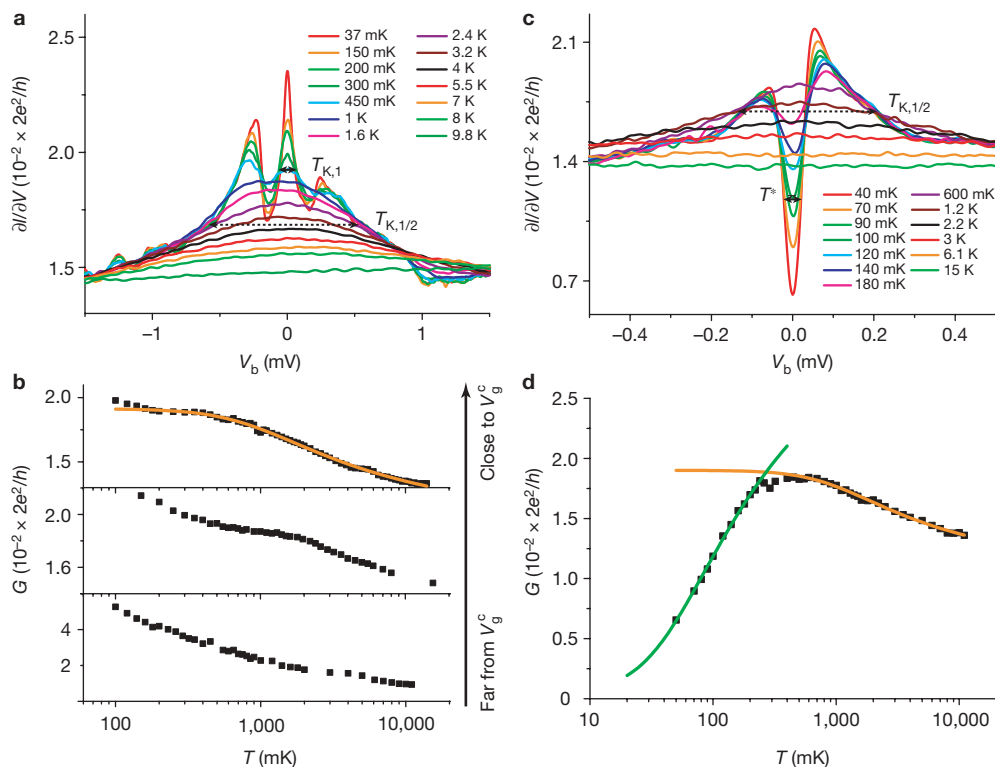 a
∂I/∂V (10⁻² × 2e²/h)
2.5
2.0
1.5
37 mK
150 mK
200 mK
300 mK
450 mK
1 K
1.6 K
2.4 K
3.2 K
4 K
5.5 K
7 K
8 K
9.8 K
T_K,1
T_K,1/2
−1
0
1
V_b (mV)
c
∂I/∂V (10⁻² × 2e²/h)
2.1
1.4
0.7
T_K,1/2
T*
40 mK
70 mK
90 mK
100 mK
120 mK
140 mK
180 mK
600 mK
1.2 K
2.2 K
3 K
6.1 K
15 K
−0.4
−0.2
0.0
0.2
0.4
V_b (mV)
b
G (10⁻² × 2e²/h)
2.0
1.5
2.0
1.6
4
2
100
1,000
10,000
T (mK)
Close to V_g^c
Far from V_g^c
d
G (10⁻² × 2e²/h)
2.5
2.0
1.5
1.0
0.5
0
10
100
1,000
10,000
T (mK)